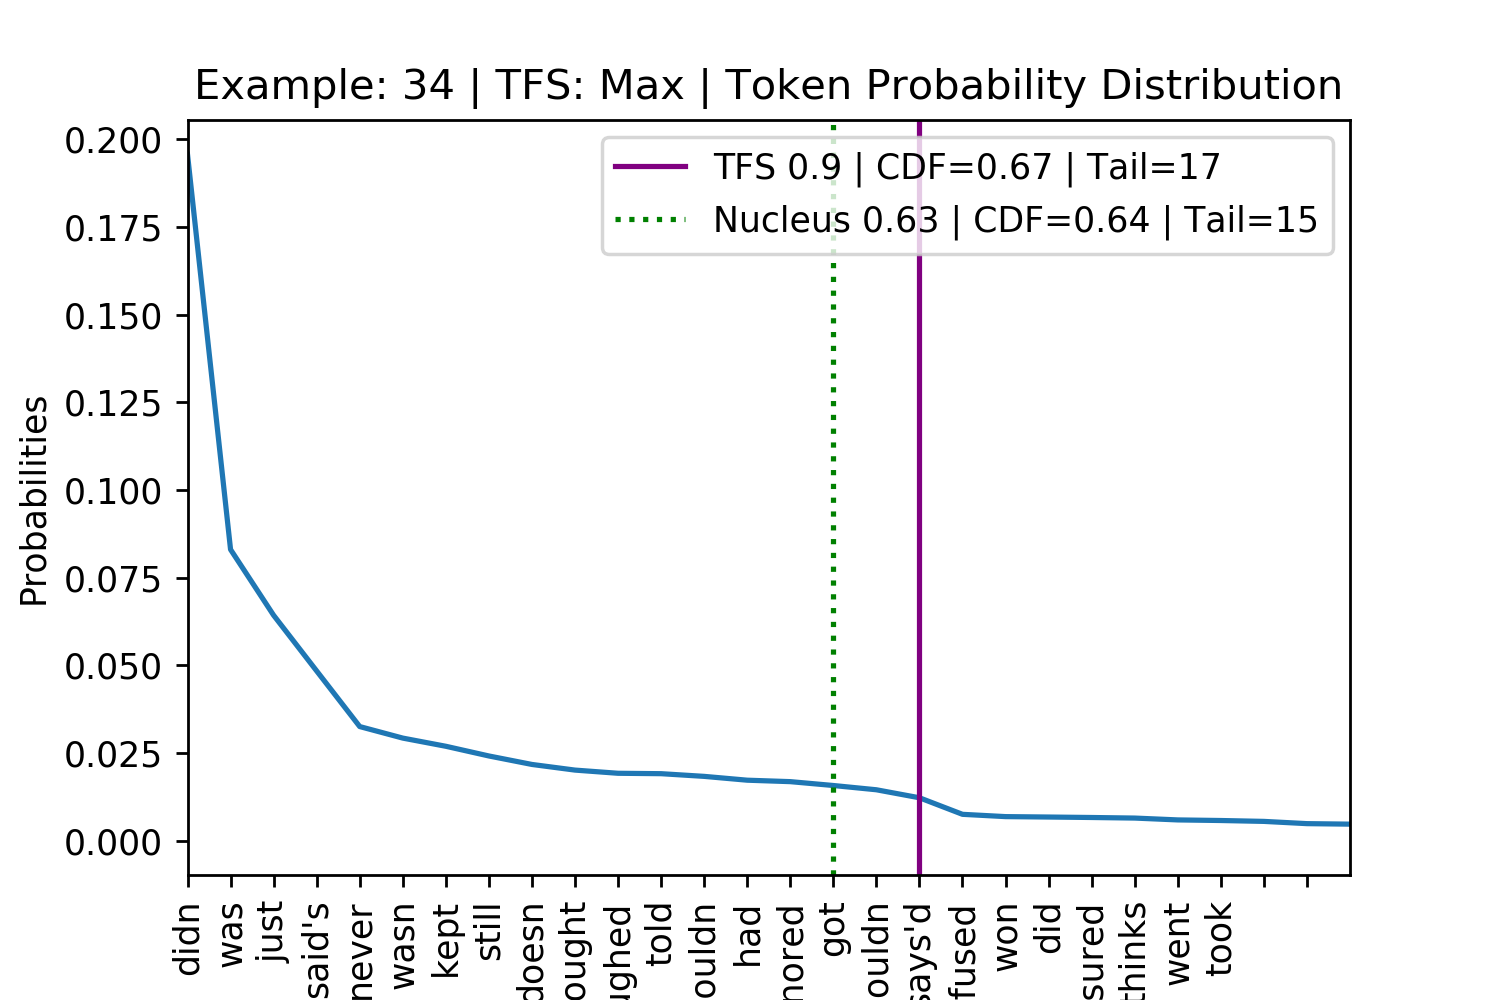 Example: 34 | TFS: Max | Token Probability Distribution
TFS 0.9 | CDF=0.67 | Tail=17
Nucleus 0.63 | CDF=0.64 | Tail=15
Probabilities
0.200
0.175
0.150
0.125
0.100
0.075
0.050
0.025
0.000
didn
was
just
said's
never
wasn
kept
still
doesn
ought
ughed
told
ouldn
had
nored
got
ouldn
says'd
fused
won
did
sured
thinks
went
took